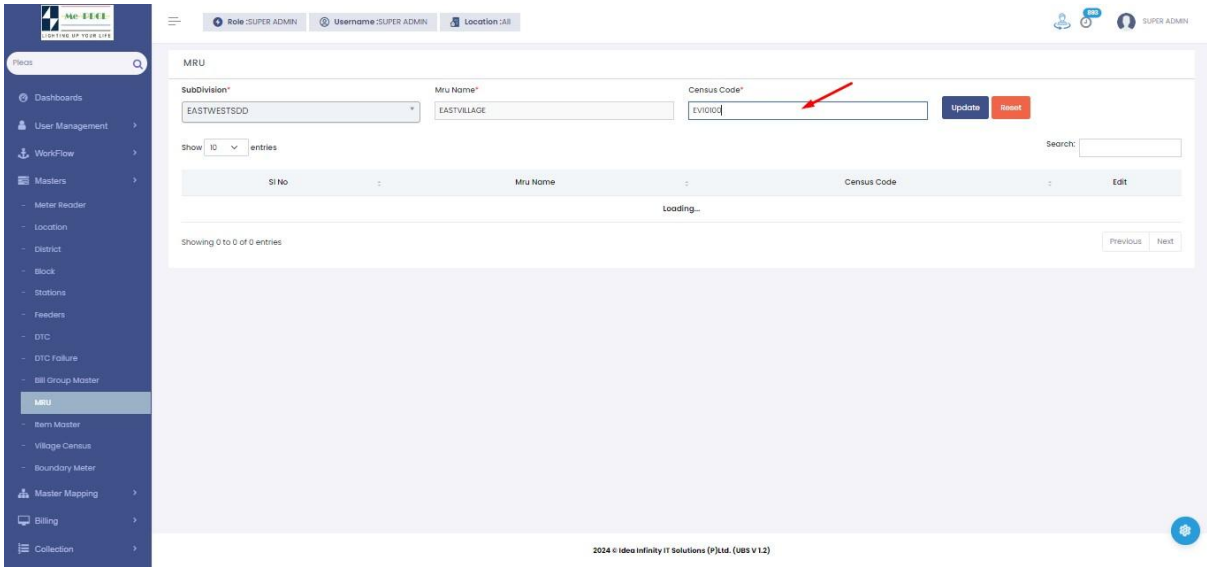 Me-PDCL
LIGHTING UP YOUR LIFE
Role :SUPER ADMIN
Username :SUPER ADMIN
Location :All
893
SUPER ADMIN
Pleas
Dashboards
User Management
WorkFlow
Masters
Meter Reader
Location
District
Block
Stations
Feeders
DTC
DTC Failure
Bill Group Master
MRU
Item Master
Village Census
Boundary Meter
Master Mapping
Billing
Collection
MRU
SubDivision* Mru Name* Census Code*
EASTWESTSDD EASTVILLAGE EV10100 Update Reset
Show 10 entries Search:
Sl No Mru Name Census Code Edit
Loading...
Showing 0 to 0 of 0 entries Previous Next
2024 © Idea Infinity IT Solutions (P)Ltd. (UBS V 1.2)